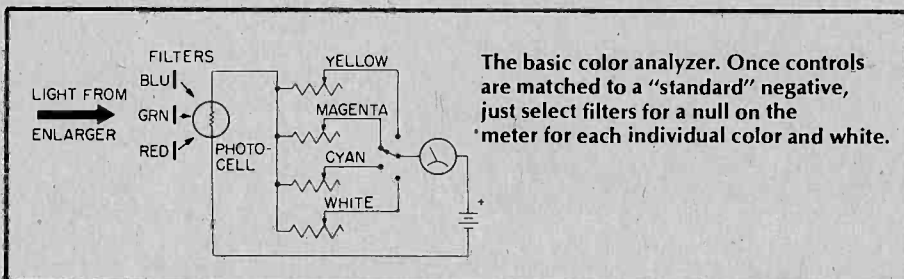 FILTERS
BLU
GRN
RED
LIGHT FROM
ENLARGER
PHOTO-
CELL
YELLOW
MAGENTA
CYAN
WHITE
+
The basic color analyzer. Once controls
are matched to a “standard” negative,
just select filters for a null on the
meter for each individual color and white.